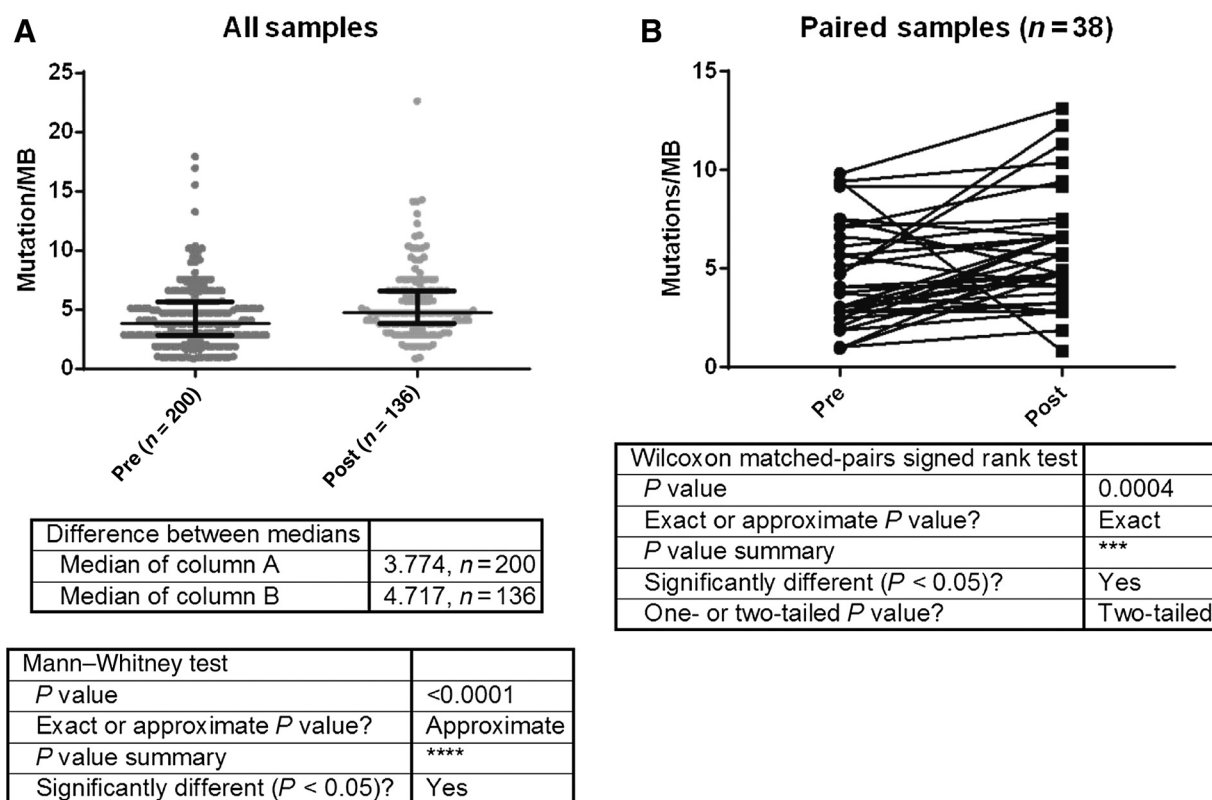 A
All samples
Mutation/MB
25
20
15
10
5
0
Pre (n = 200)
Post (n = 136)
Difference between medians
Median of column A 3.774, n=200
Median of column B 4.717, n=136
Mann–Whitney test
P value <0.0001
Exact or approximate P value? Approximate
P value summary ****
Significantly different (P < 0.05)? Yes
B
Paired samples (n=38)
Mutations/MB
15
10
5
0
Pre
Post
Wilcoxon matched-pairs signed rank test
P value 0.0004
Exact or approximate P value? Exact
P value summary ***
Significantly different (P < 0.05)? Yes
One- or two-tailed P value? Two-tailed